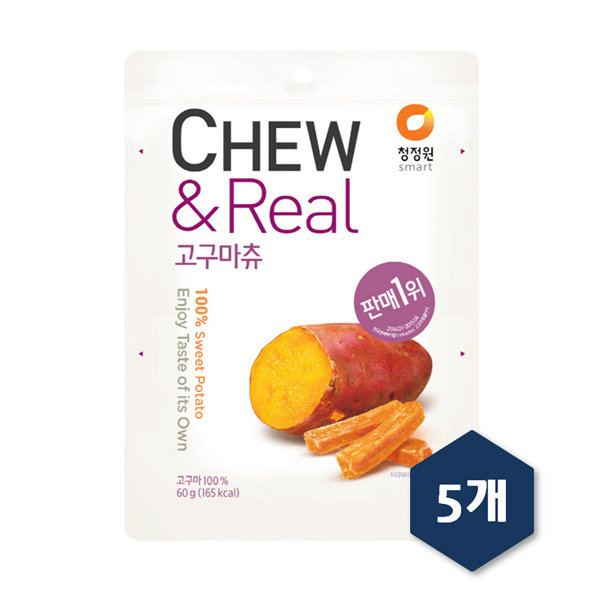 CHEW
&Real
고구마츄
청정원
smart
100% Sweet Potato
Enjoy Taste of its Own
판매1위
고구마 100%
60g (165 kcal)
5개